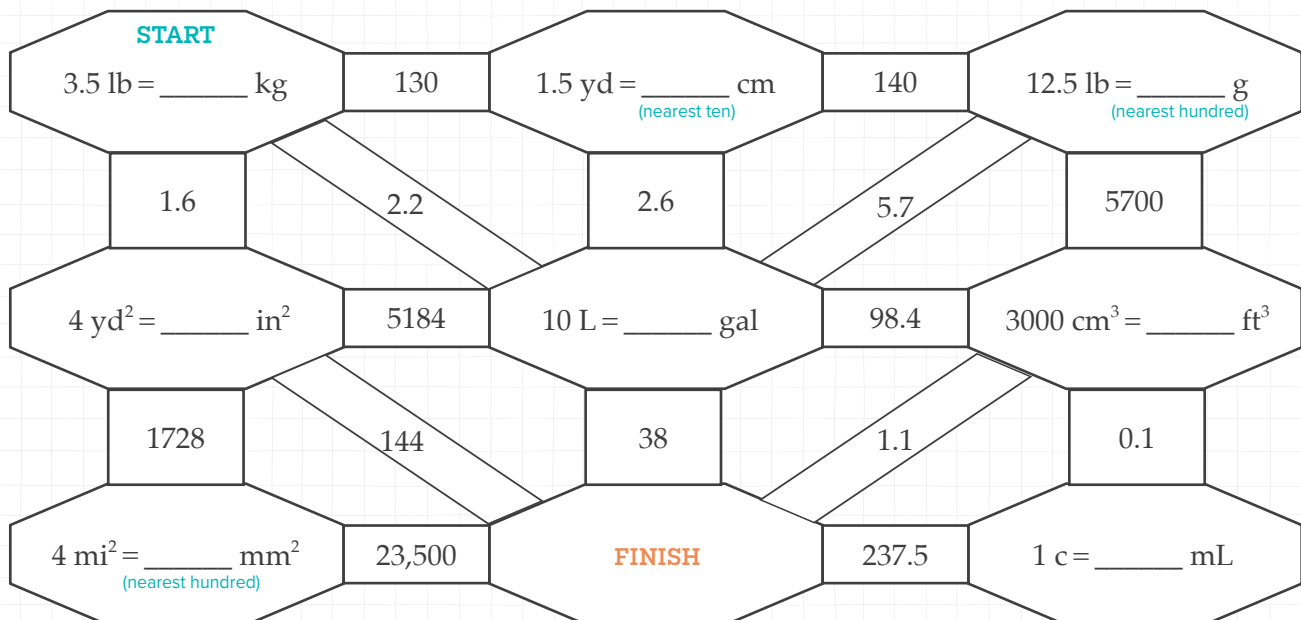 START
3.5 lb = ______ kg
130
1.5 yd = ______ cm
(nearest ten)
140
12.5 lb = ______ g
(nearest hundred)
1.6
2.2
2.6
5.7
5700
4 yd² = ______ in²
5184
10 L = ______ gal
98.4
3000 cm³ = ______ ft³
1728
144
38
1.1
0.1
4 mi² = ______ mm²
(nearest hundred)
23,500
FINISH
237.5
1 c = ______ mL